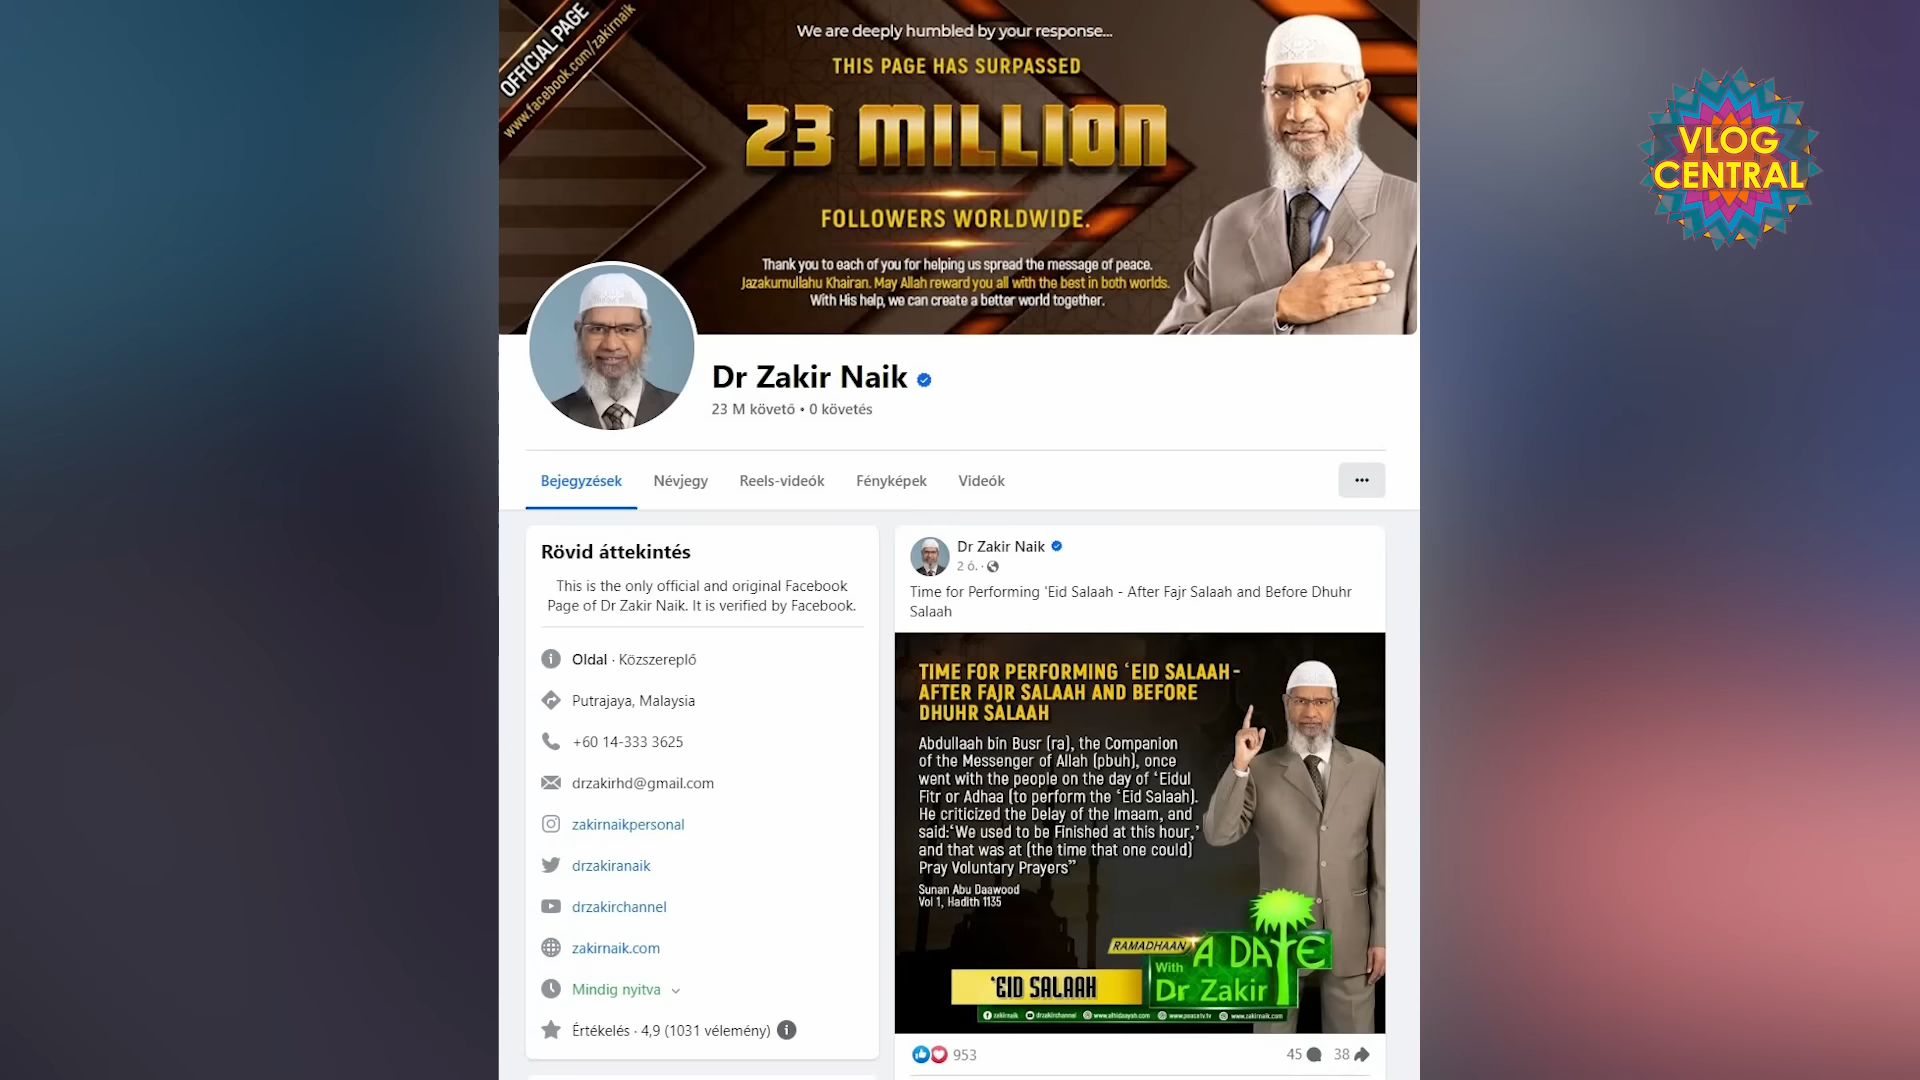 OFFICIAL PAGE
www.facebook.com/zakirnaik
We are deeply humbled by your response...
THIS PAGE HAS SURPASSED
23 MILLION
FOLLOWERS WORLDWIDE.
Thank you to each of you for helping us spread the message of peace.
Jazakumullahu Khairan. May Allah reward you all with the best in both worlds.
With His help, we can create a better world together.
VLOG
CENTRAL
Dr Zakir Naik
23 M követő • 0 követés
Bejegyzések Névjegy Reels-videók Fényképek Videók
Rövid áttekintés
This is the only official and original Facebook
Page of Dr Zakir Naik. It is verified by Facebook.
Oldal · Közszereplő
Putrajaya, Malaysia
+60 14-333 3625
drzakirhd@gmail.com
zakirnaikpersonal
drzakiranaik
drzakirchannel
zakirnaik.com
Mindig nyitva
Értékelés · 4,9 (1031 vélemény)
Dr Zakir Naik
2 ó. ·
Time for Performing 'Eid Salaah - After Fajr Salaah and Before Dhuhr
Salaah
TIME FOR PERFORMING ‘EID SALAAH -
AFTER FAJR SALAAH AND BEFORE
DHUHR SALAAH
Abdullaah bin Busr (ra), the Companion
of the Messenger of Allah (pbuh), once
went with the people on the day of ‘Eidul
Fitr or Adhaa (to perform the ‘Eid Salaah).
He criticized the Delay of the Imaam, and
said:‘We used to be Finished at this hour,’
and that was at (the time that one could)
Pray Voluntary Prayers”
Sunan Abu Daawood
Vol 1, Hadith 1135
RAMADHAAN
A DATE
With
Dr Zakir
‘EID SALAAH
zakirnaik drzakirchannel www.alhidaayah.com www.peacetv.tv www.zakirnaik.com
953
45 38